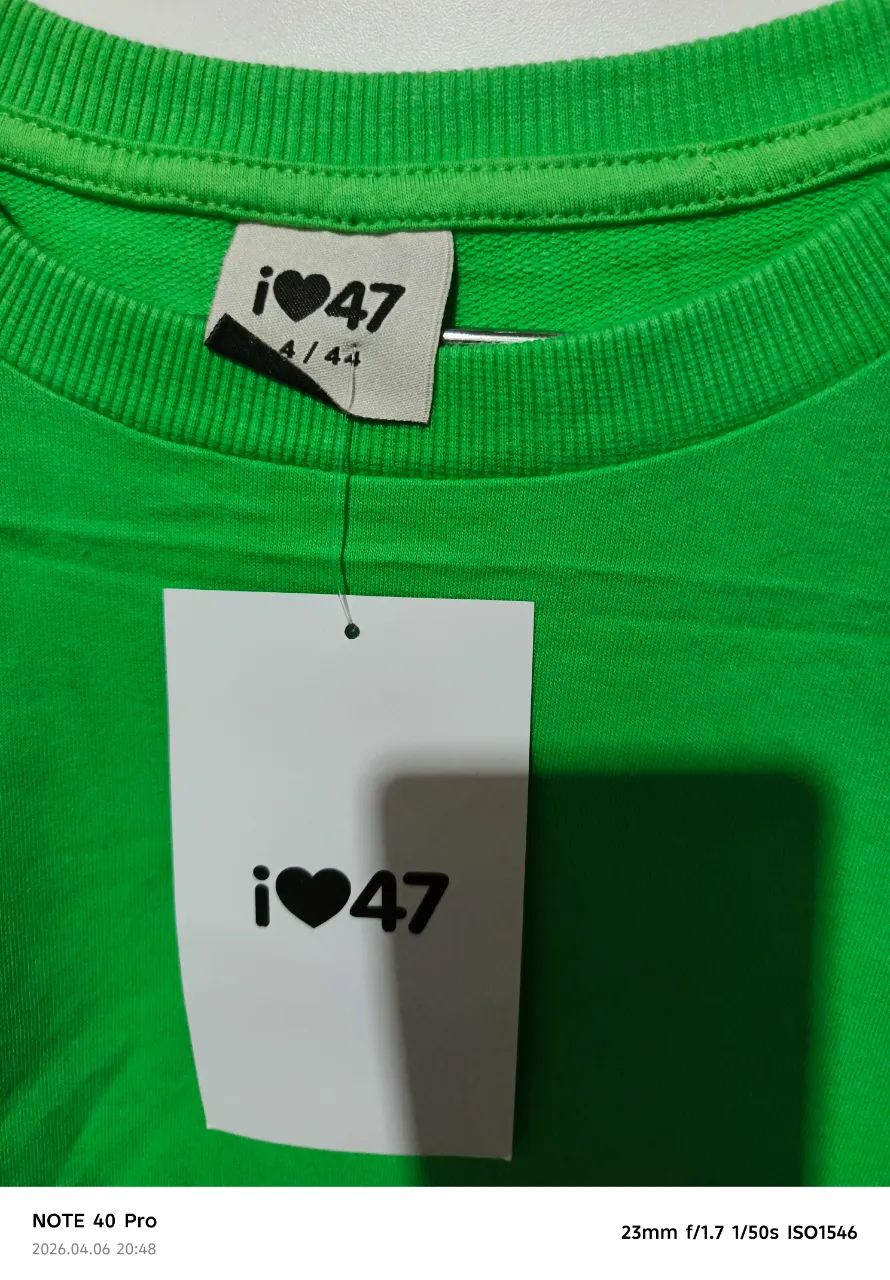 i♥47
4 / 44
i♥47
NOTE 40 Pro
2026.04.06 20:48
23mm f/1.7 1/50s ISO1546